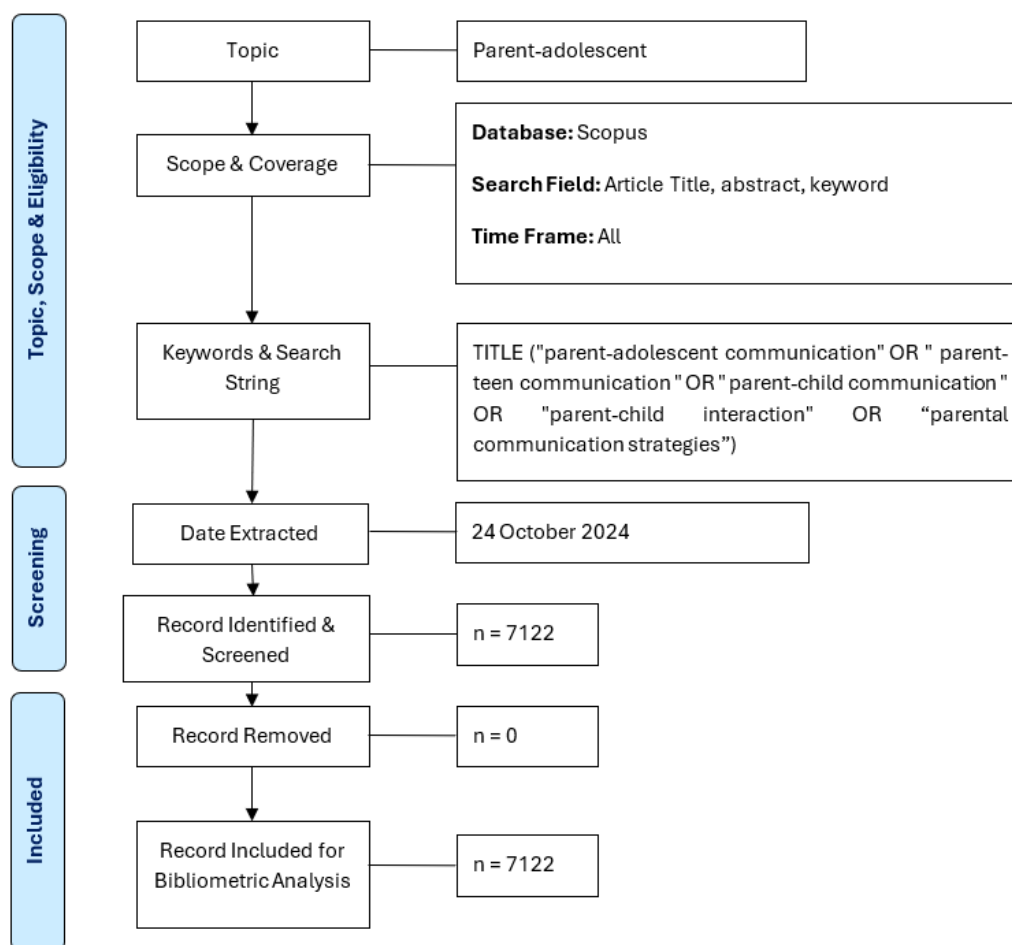 Topic, Scope & Eligibility
Topic
Parent-adolescent
Scope & Coverage
Database: Scopus
Search Field: Article Title, abstract, keyword
Time Frame: All
Keywords & Search
String
TITLE ("parent-adolescent communication" OR " parent-
teen communication " OR "parent-child communication "
OR "parent-child interaction" OR “parental
communication strategies”)
Screening
Date Extracted
24 October 2024
Record Identified &
Screened
n = 7122
Included
Record Removed
n = 0
Record Included for
Bibliometric Analysis
n = 7122